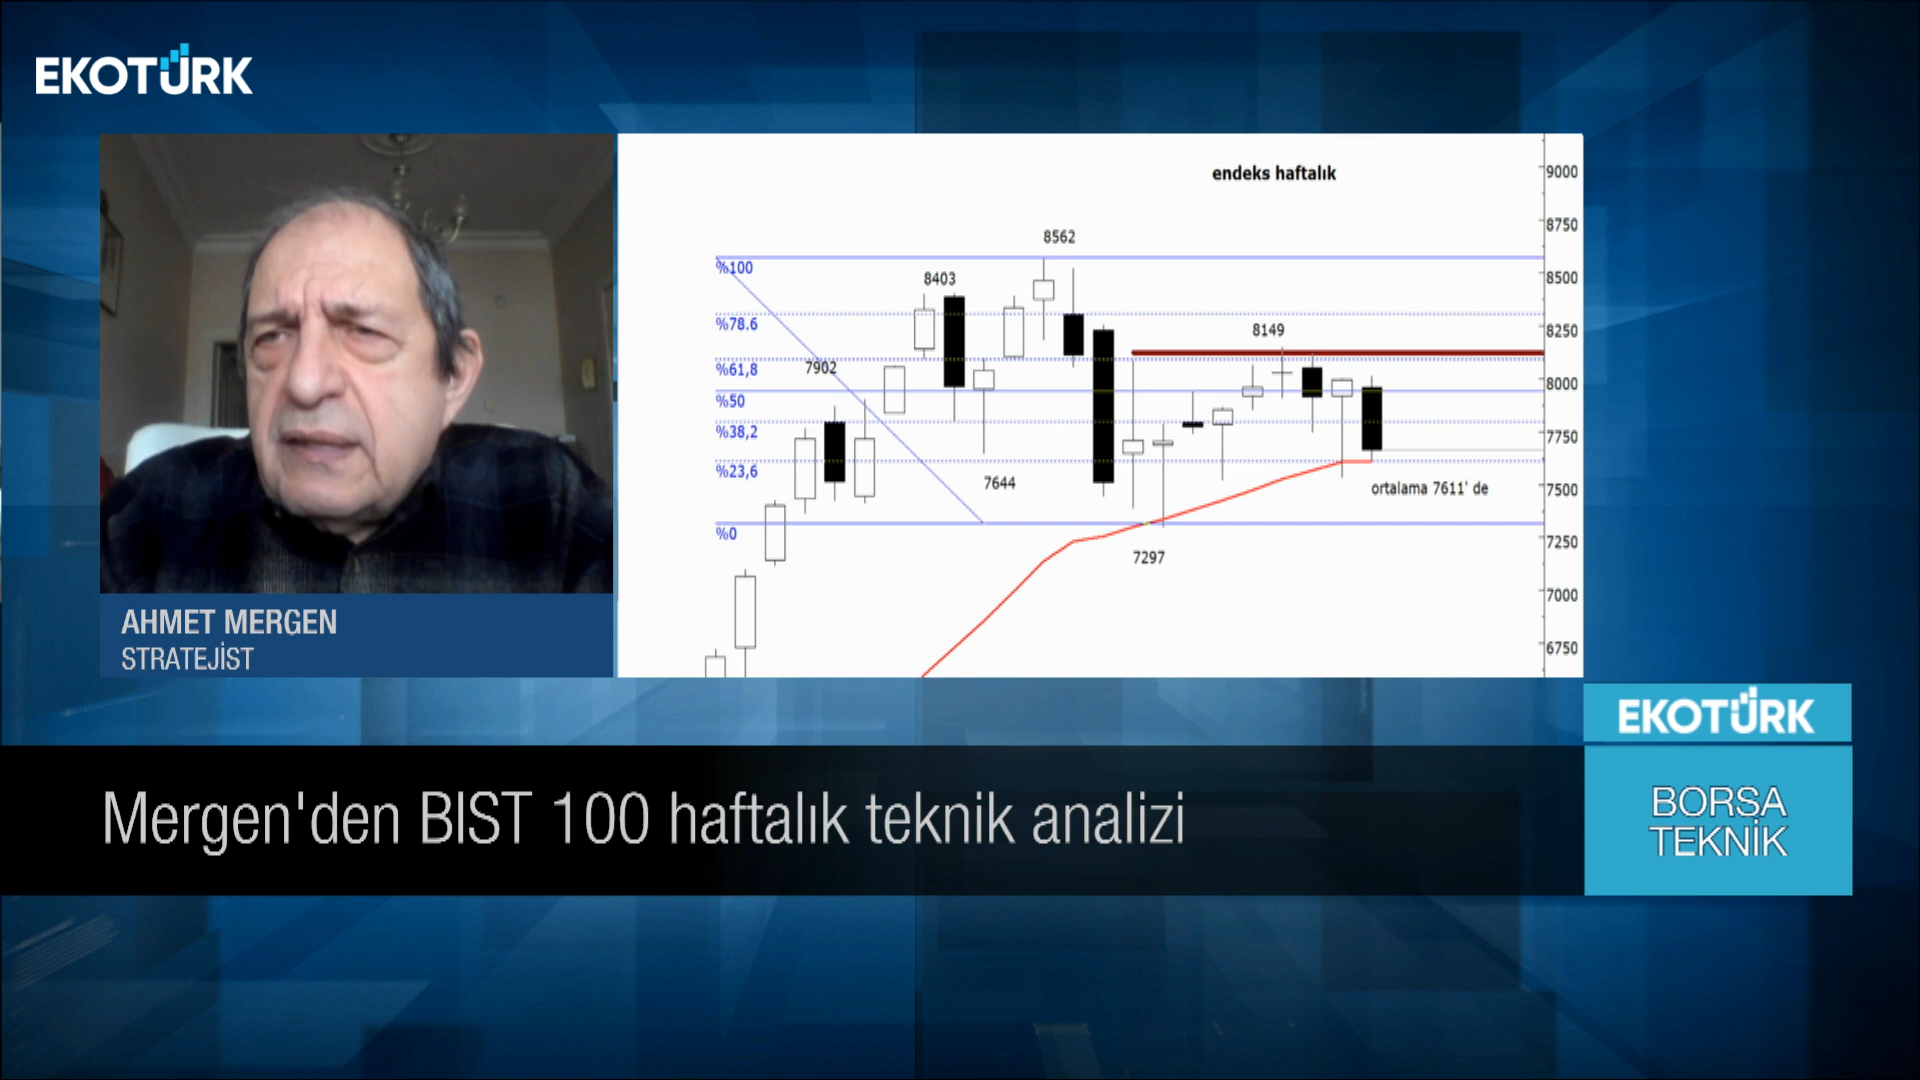 EKOTÜRK
endeks haftalık
9000
8750
8562
%100
8500
8403
%78.6
8250
8149
%61,8
7902
8000
%50
%38,2
7750
%23,6
7644
7500
ortalama 7611' de
%0
7250
7297
7000
6750
AHMET MERGEN
STRATEJİST
EKOTÜRK
Mergen'den BIST 100 haftalık teknik analizi
BORSA
TEKNİK